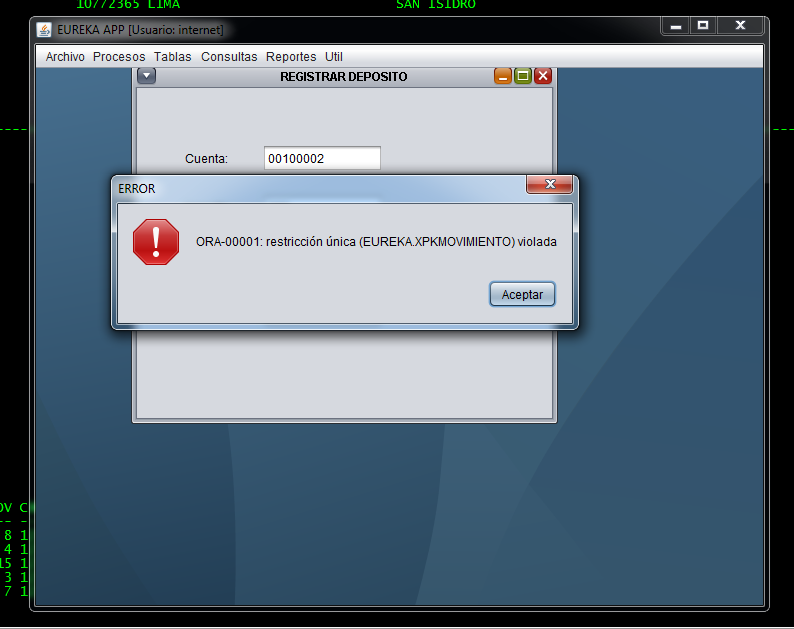 10772365 LIMA SAN ISIDRO
EUREKA APP [Usuario: internet]
Archivo Procesos Tablas Consultas Reportes Util
REGISTRAR DEPOSITO
Cuenta: 00100002
ERROR
ORA-00001: restricción única (EUREKA.XPKMOVIMIENTO) violada
Aceptar
OV C
-- -
8 1
4 1
15 1
3 1
7 1